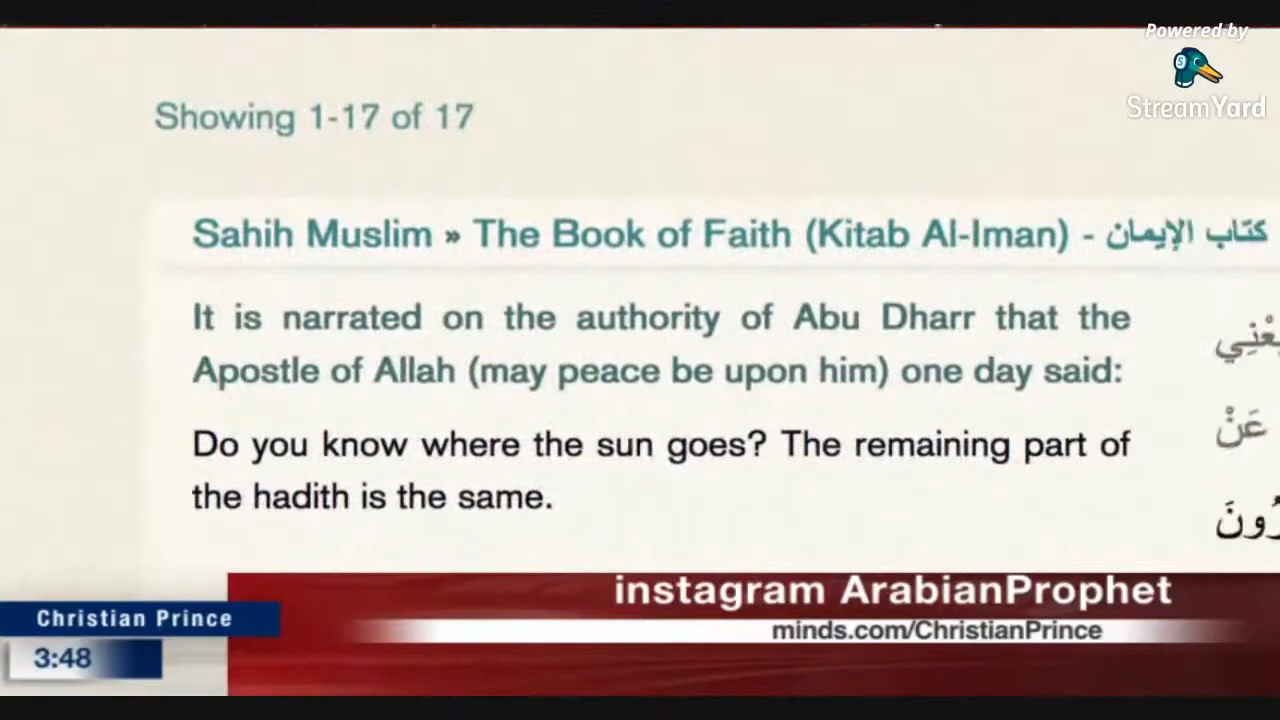 Powered by
StreamYard
Showing 1-17 of 17
Sahih Muslim » The Book of Faith (Kitab Al-Iman) - كتاب الإيمان
It is narrated on the authority of Abu Dharr that the
Apostle of Allah (may peace be upon him) one day said:
عَنْ
Do you know where the sun goes? The remaining part of
the hadith is the same.
instagram ArabianProphet
Christian Prince
minds.com/ChristianPrince
3:48